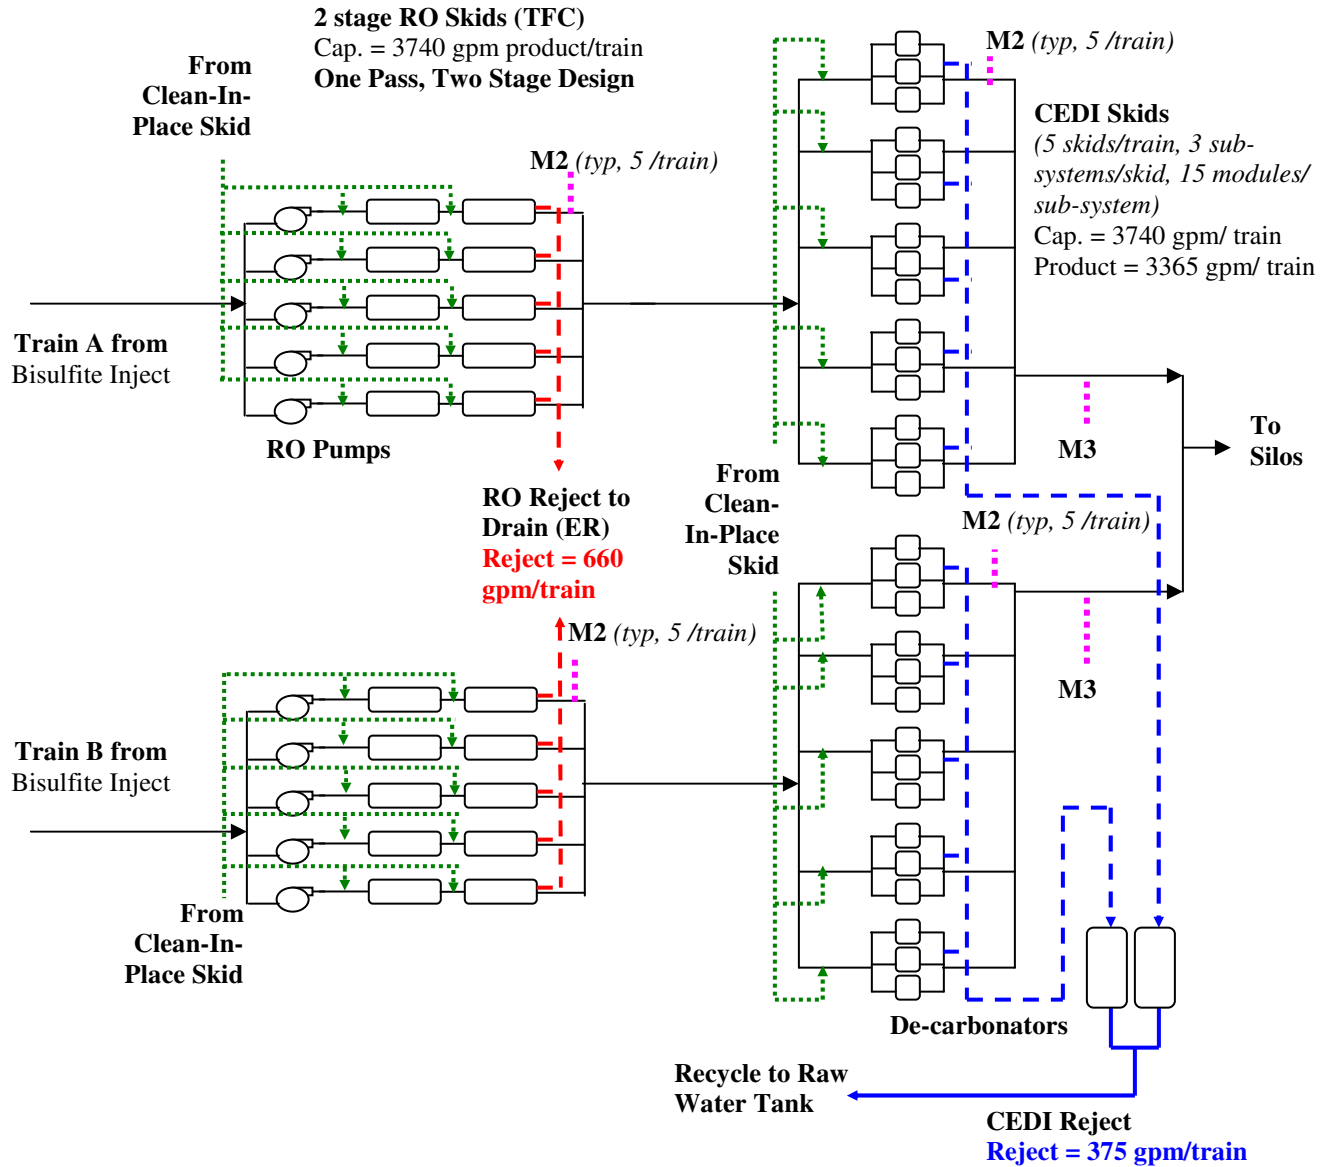 2 stage RO Skids (TFC)
Cap. = 3740 gpm product/train
One Pass, Two Stage Design
From
Clean-In-
Place Skid
M2 (typ, 5 /train)
M2 (typ, 5 /train)
CEDI Skids
(5 skids/train, 3 sub-
systems/skid, 15 modules/
sub-system)
Cap. = 3740 gpm/ train
Product = 3365 gpm/ train
Train A from
Bisulfite Inject
RO Pumps
RO Reject to
Drain (ER)
Reject = 660
gpm/train
From
Clean-
In-Place
Skid
M3
To
Silos
M2 (typ, 5 /train)
M2 (typ, 5 /train)
M3
Train B from
Bisulfite Inject
From
Clean-In-
Place Skid
De-carbonators
Recycle to Raw
Water Tank
CEDI Reject
Reject = 375 gpm/train